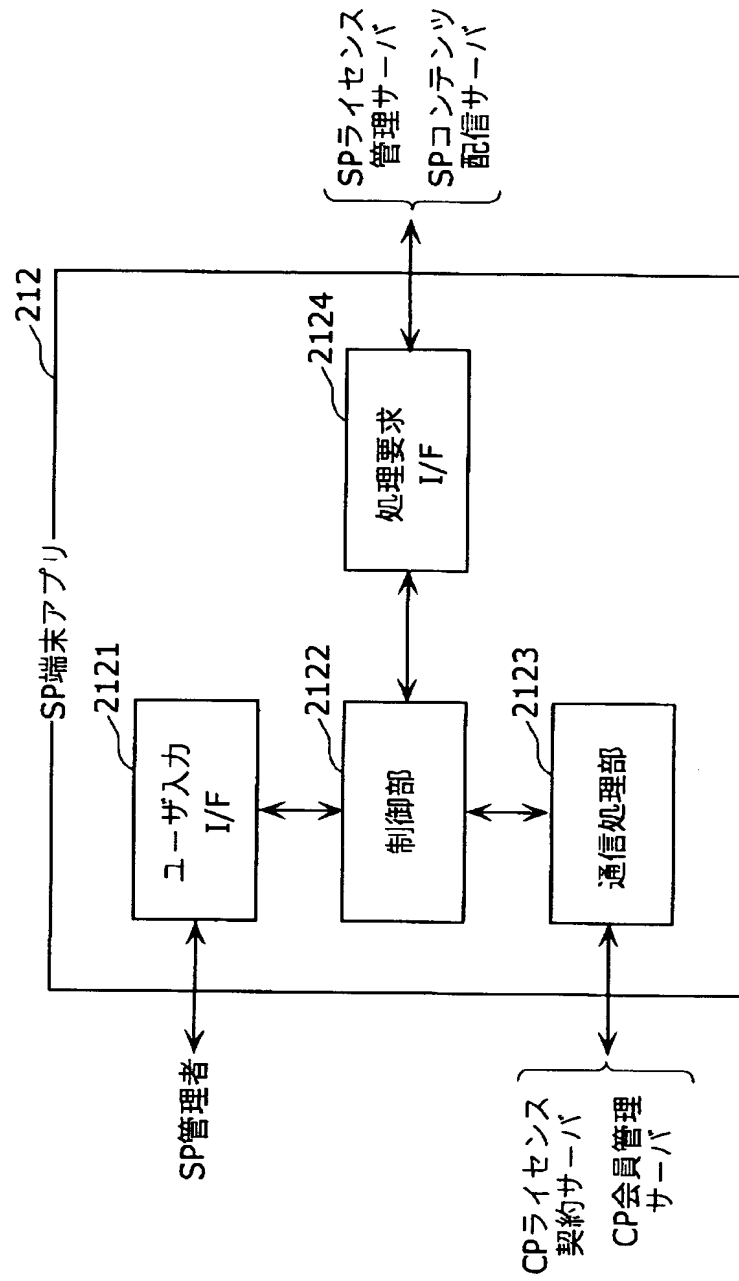 SP端末アプリ
212
SP管理者
ユーザ入力
I/F
2121
制御部
2122
通信処理部
2123
処理要求
I/F
2124
SPライセンス
管理サーバ
SPコンテンツ
配信サーバ
CPライセンス
契約サーバ
CP会員管理
サーバ